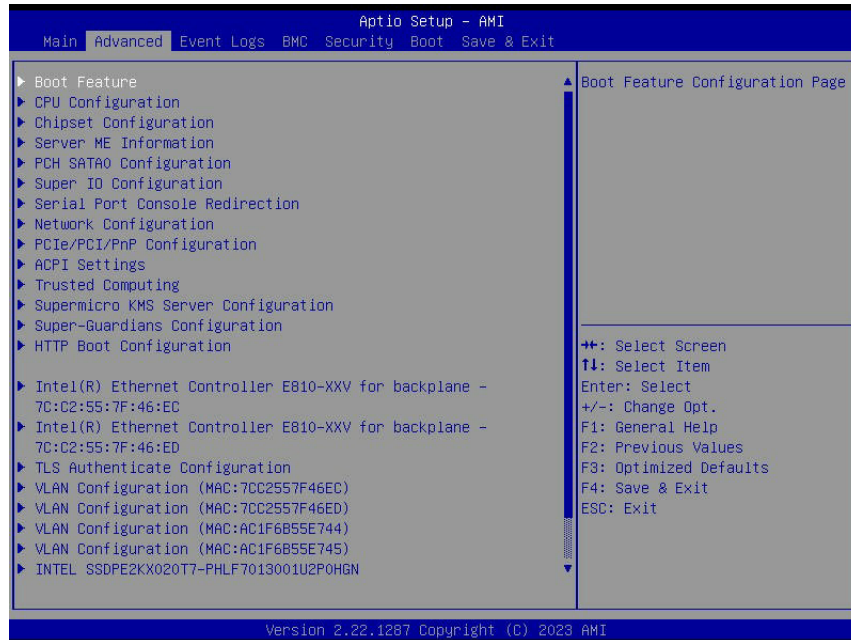 Aptio Setup – AMI
Main Advanced Event Logs BMC Security Boot Save & Exit
Boot Feature
CPU Configuration
Chipset Configuration
Server ME Information
PCH SATA0 Configuration
Super IO Configuration
Serial Port Console Redirection
Network Configuration
PCIe/PCI/PnP Configuration
ACPI Settings
Trusted Computing
Supermicro KMS Server Configuration
Super-Guardians Configuration
HTTP Boot Configuration
Intel(R) Ethernet Controller E810-XXV for backplane –
7C:C2:55:7F:46:EC
Intel(R) Ethernet Controller E810-XXV for backplane –
7C:C2:55:7F:46:ED
TLS Authenticate Configuration
VLAN Configuration (MAC:7CC2557F46EC)
VLAN Configuration (MAC:7CC2557F46ED)
VLAN Configuration (MAC:AC1F6B55E744)
VLAN Configuration (MAC:AC1F6B55E745)
INTEL SSDPE2KX020T7-PHLF7013001U2P0HGN
Boot Feature Configuration Page
→←: Select Screen
↑↓: Select Item
Enter: Select
+/-: Change Opt.
F1: General Help
F2: Previous Values
F3: Optimized Defaults
F4: Save & Exit
ESC: Exit
Version 2.22.1287 Copyright (C) 2023 AMI